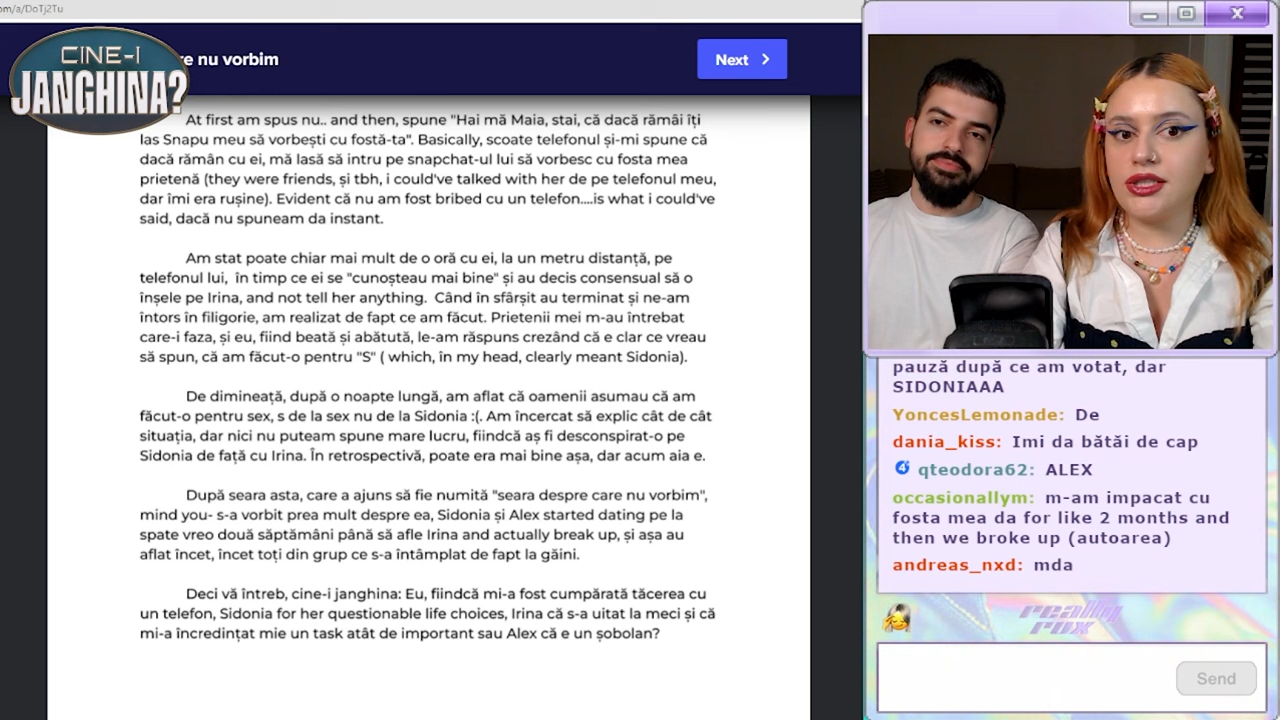 com/a/DoTj2Tu
CINE-I
JANGHINA?
re nu vorbim
Next
At first am spus nu.. and then, spune "Hai mă Maia, stai, că dacă rămâi îți
las Snapu meu să vorbești cu fostă-ta". Basically, scoate telefonul și-mi spune că
dacă rămân cu ei, mă lasă să intru pe snapchat-ul lui să vorbesc cu fosta mea
prietenă (they were friends, și tbh, i could've talked with her de pe telefonul meu,
dar îmi era rușine). Evident că nu am fost bribed cu un telefon....is what i could've
said, dacă nu spuneam da instant.
Am stat poate chiar mai mult de o oră cu ei, la un metru distanță, pe
telefonul lui, în timp ce ei se "cunoșteau mai bine" și au decis consensual să o
înșele pe Irina, and not tell her anything. Când în sfârșit au terminat și ne-am
întors în filigorie, am realizat de fapt ce am făcut. Prietenii mei m-au întrebat
care-i faza, și eu, fiind beată și abătută, le-am răspuns crezând că e clar ce vreau
să spun, că am făcut-o pentru "S" ( which, în my head, clearly meant Sidonia).
De dimineață, după o noapte lungă, am aflat că oamenii asumau că am
făcut-o pentru sex, s de la sex nu de la Sidonia :(. Am încercat să explic cât de cât
situația, dar nici nu puteam spune mare lucru, fiindcă aș fi desconspirat-o pe
Sidonia de față cu Irina. În retrospectivă, poate era mai bine așa, dar acum aia e.
După seara asta, care a ajuns să fie numită "seara despre care nu vorbim",
mind you- s-a vorbit prea mult despre ea, Sidonia și Alex started dating pe la
spate vreo două săptămâni până să afle Irina and actually break up, și așa au
aflat încet, încet toți din grup ce s-a întâmplat de fapt la găini.
Deci vă întreb, cine-i janghina: Eu, fiindcă mi-a fost cumpărată tăcerea cu
un telefon, Sidonia for her questionable life choices, Irina că s-a uitat la meci și că
mi-a încredințat mie un task atât de important sau Alex că e un șobolan?
pauză după ce am votat, dar
SIDONIAAA
YoncesLemonade: De
dania_kiss: Imi da bătăi de cap
qteodora62: ALEX
occasionallym: m-am impacat cu
fosta mea da for like 2 months and
then we broke up (autoarea)
andreas_nxd: mda
really
rux
Send